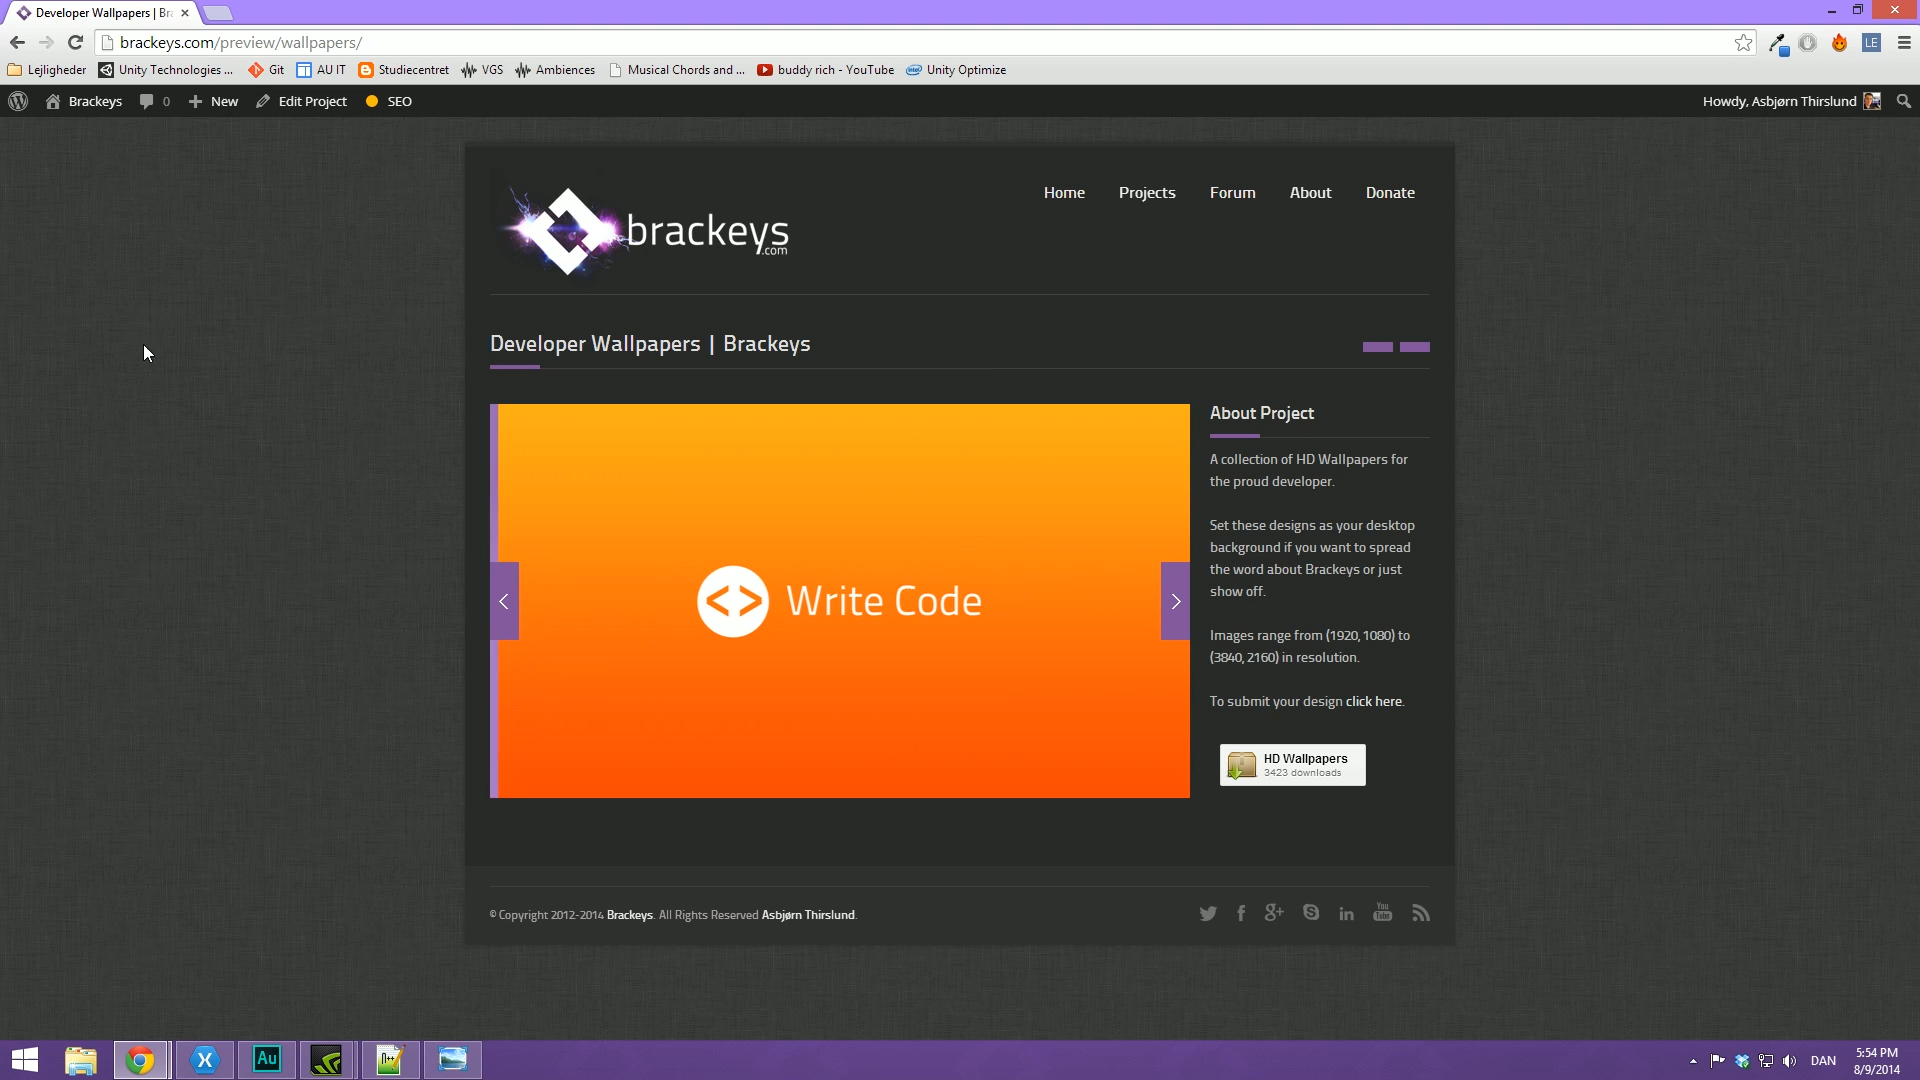 Developer Wallpapers | Bra
brackeys.com/preview/wallpapers/
Lejligheder Unity Technologies ... Git AU IT Studiecentret VGS Ambiences Musical Chords and ... buddy rich - YouTube Unity Optimize
LE
Brackeys 0 New Edit Project SEO Howdy, Asbjørn Thirslund
Home Projects Forum About Donate
brackeys
.com
Developer Wallpapers | Brackeys
Write Code
About Project
A collection of HD Wallpapers for
the proud developer.
Set these designs as your desktop
background if you want to spread
the word about Brackeys or just
show off.
Images range from (1920, 1080) to
(3840, 2160) in resolution.
To submit your design click here.
HD Wallpapers
3423 downloads
© Copyright 2012-2014 Brackeys. All Rights Reserved Asbjørn Thirslund.
You
Tube
Au
DAN
5:54 PM
8/9/2014